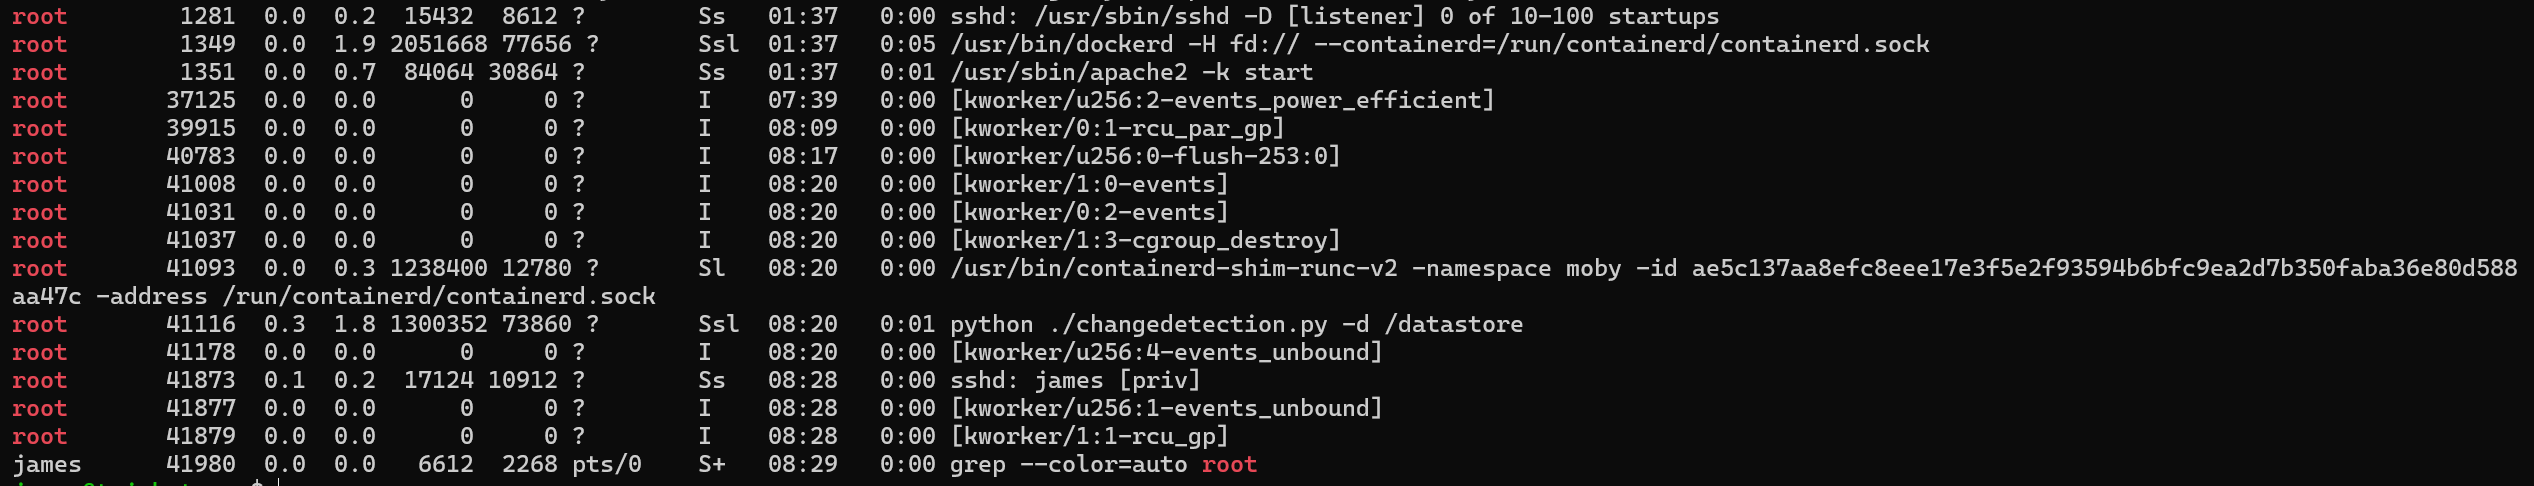 root        1281  0.0  0.2  15432  8612 ?        Ss   01:37   0:00 sshd: /usr/sbin/sshd -D [listener] 0 of 10-100 startups
root        1349  0.0  1.9 2051668 77656 ?       Ssl  01:37   0:05 /usr/bin/dockerd -H fd:// --containerd=/run/containerd/containerd.sock
root        1351  0.0  0.7  84064 30864 ?        Ss   01:37   0:01 /usr/sbin/apache2 -k start
root       37125  0.0  0.0      0     0 ?        I    07:39   0:00 [kworker/u256:2-events_power_efficient]
root       39915  0.0  0.0      0     0 ?        I    08:09   0:00 [kworker/0:1-rcu_par_gp]
root       40783  0.0  0.0      0     0 ?        I    08:17   0:00 [kworker/u256:0-flush-253:0]
root       41008  0.0  0.0      0     0 ?        I    08:20   0:00 [kworker/1:0-events]
root       41031  0.0  0.0      0     0 ?        I    08:20   0:00 [kworker/0:2-events]
root       41037  0.0  0.0      0     0 ?        I    08:20   0:00 [kworker/1:3-cgroup_destroy]
root       41093  0.0  0.3 1238400 12780 ?       Sl   08:20   0:00 /usr/bin/containerd-shim-runc-v2 -namespace moby -id ae5c137aa8efc8eee17e3f5e2f93594b6bfc9ea2d7b350faba36e80d588
aa47c -address /run/containerd/containerd.sock
root       41116  0.3  1.8 1300352 73860 ?       Ssl  08:20   0:01 python ./changedetection.py -d /datastore
root       41178  0.0  0.0      0     0 ?        I    08:20   0:00 [kworker/u256:4-events_unbound]
root       41873  0.1  0.2  17124 10912 ?        Ss   08:28   0:00 sshd: james [priv]
root       41877  0.0  0.0      0     0 ?        I    08:28   0:00 [kworker/u256:1-events_unbound]
root       41879  0.0  0.0      0     0 ?        I    08:28   0:00 [kworker/1:1-rcu_gp]
james      41980  0.0  0.0   6612  2268 pts/0    S+   08:29   0:00 grep --color=auto root